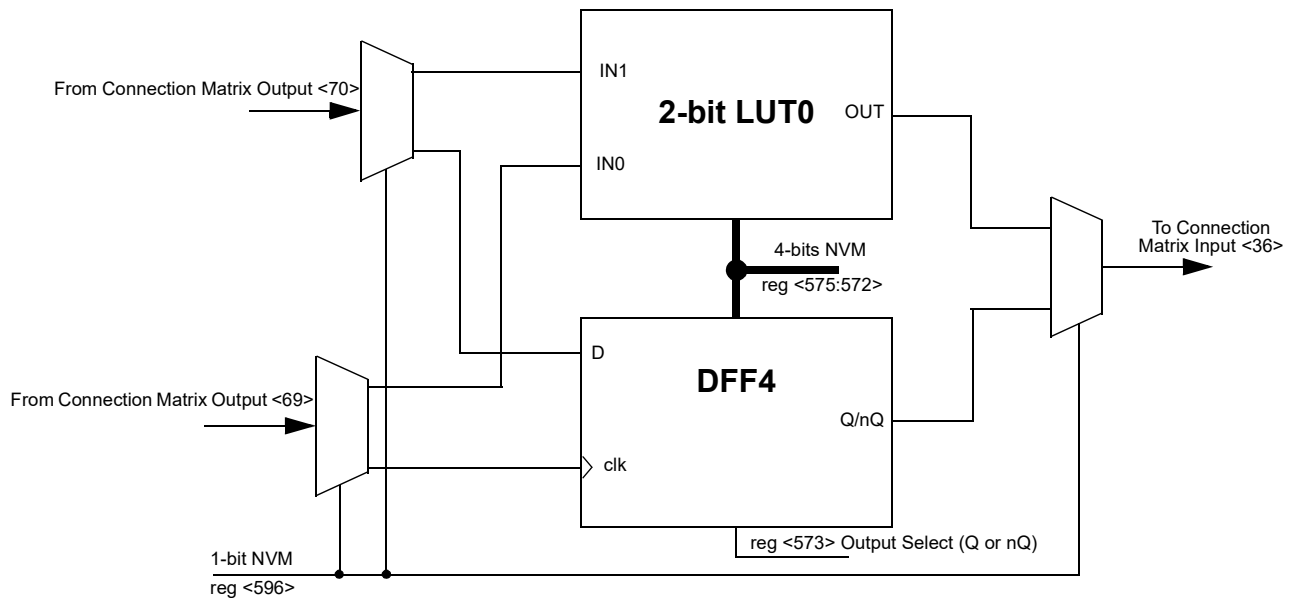 From Connection Matrix Output <70>
IN1
2-bit LUT0
OUT
IN0
To Connection
Matrix Input <36>
4-bits NVM
reg <575:572>
D
DFF4
From Connection Matrix Output <69>
Q/nQ
clk
reg <573> Output Select (Q or nQ)
1-bit NVM
reg <596>